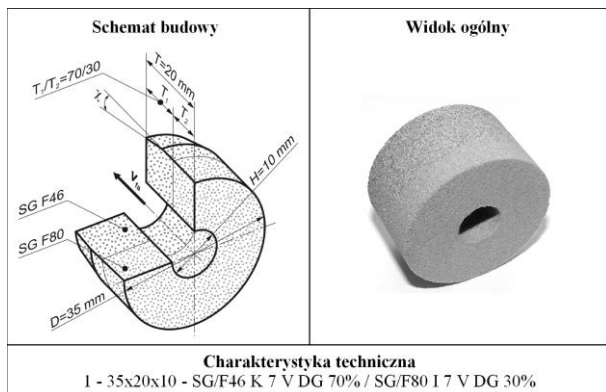 Schemat budowy
Widok ogólny
T=20 mm
T₁/T₂=70/30
T₁
T₂
H=10 mm
SG F46
SG F80
D=35 mm
Charakterystyka techniczna
1 - 35x20x10 - SG/F46 K 7 V DG 70% / SG/F80 I 7 V DG 30%